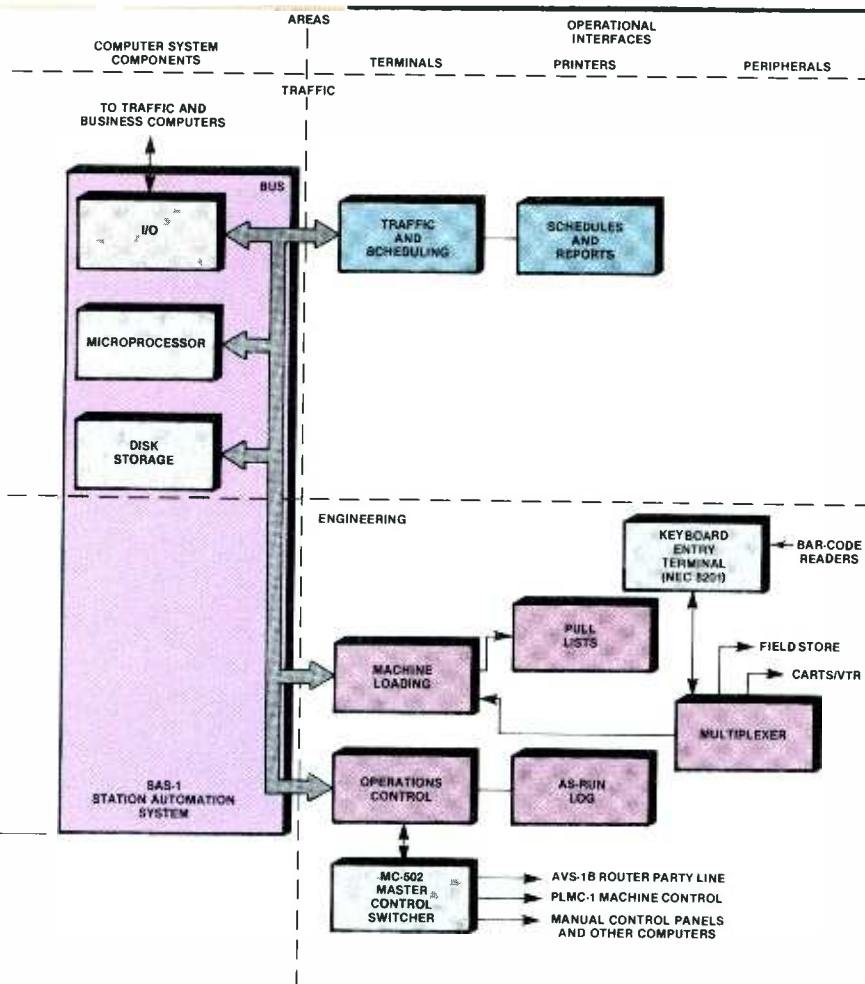 AREAS
COMPUTER SYSTEM
COMPONENTS
OPERATIONAL
INTERFACES
TERMINALS
PRINTERS
PERIPHERALS
TRAFFIC
TO TRAFFIC AND
BUSINESS COMPUTERS
BUS
I/O
TRAFFIC
AND
SCHEDULING
SCHEDULES
AND
REPORTS
MICROPROCESSOR
DISK
STORAGE
ENGINEERING
KEYBOARD
ENTRY
TERMINAL
(NEC 8201)
BAR-CODE
READERS
PULL
LISTS
FIELD STORE
MACHINE
LOADING
CARTS/VTR
MULTIPLEXER
SAS-1
STATION AUTOMATION
SYSTEM
OPERATIONS
CONTROL
AS-RUN
LOG
MC-502
MASTER
CONTROL
SWITCHER
AVS-1B ROUTER PARTY LINE
PLMC-1 MACHINE CONTROL
MANUAL CONTROL PANELS
AND OTHER COMPUTERS